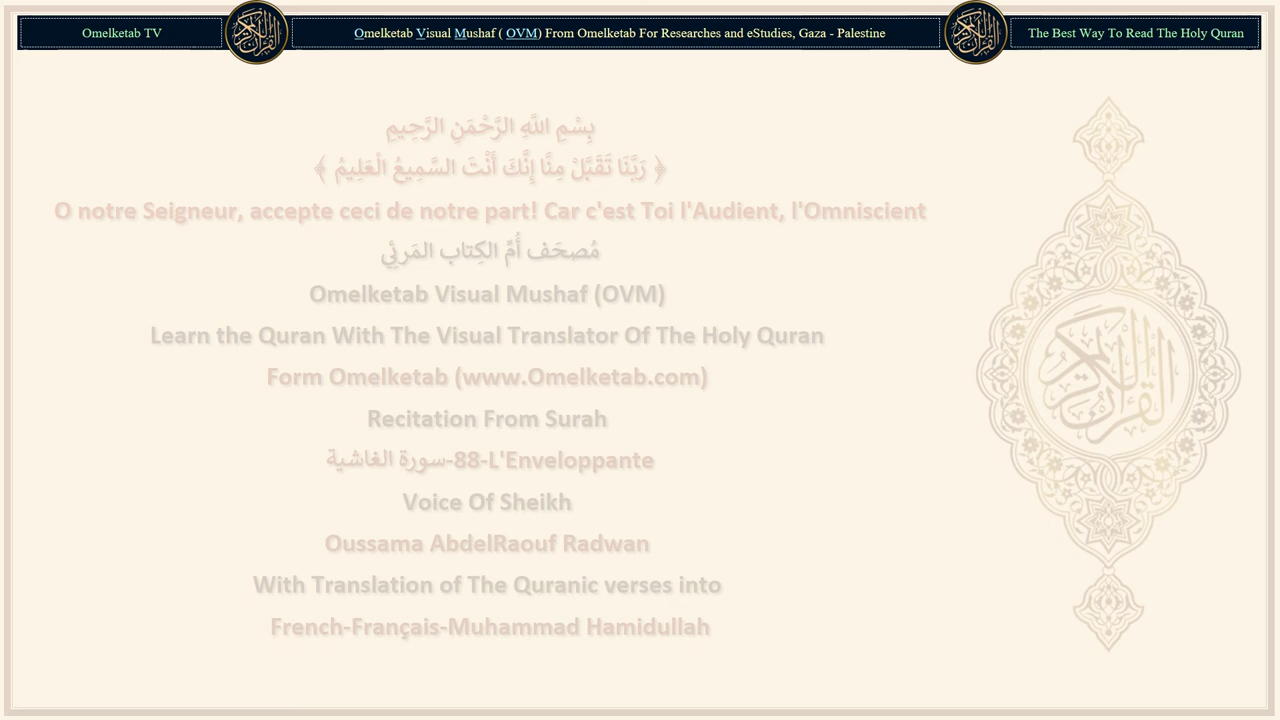 Omelketab TV
Omelketab Visual Mushaf ( OVM) From Omelketab For Researches and eStudies, Gaza - Palestine
The Best Way To Read The Holy Quran
بِسْمِ اللَّهِ الرَّحْمَنِ الرَّحِيمِ
﴿ رَبَّنَا تَقَبَّلْ مِنَّا إِنَّكَ أَنْتَ السَّمِيعُ الْعَلِيمُ ﴾
O notre Seigneur, accepte ceci de notre part! Car c'est Toi l'Audient, l'Omniscient
مُصحَف أُمِّ الكِتاب المَرئِي
Omelketab Visual Mushaf (OVM)
Learn the Quran With The Visual Translator Of The Holy Quran
Form Omelketab (www.Omelketab.com)
Recitation From Surah
سورة الغاشية-88-L'Enveloppante
Voice Of Sheikh
Oussama AbdelRaouf Radwan
With Translation of The Quranic verses into
French-Français-Muhammad Hamidullah
القرآن الكريم